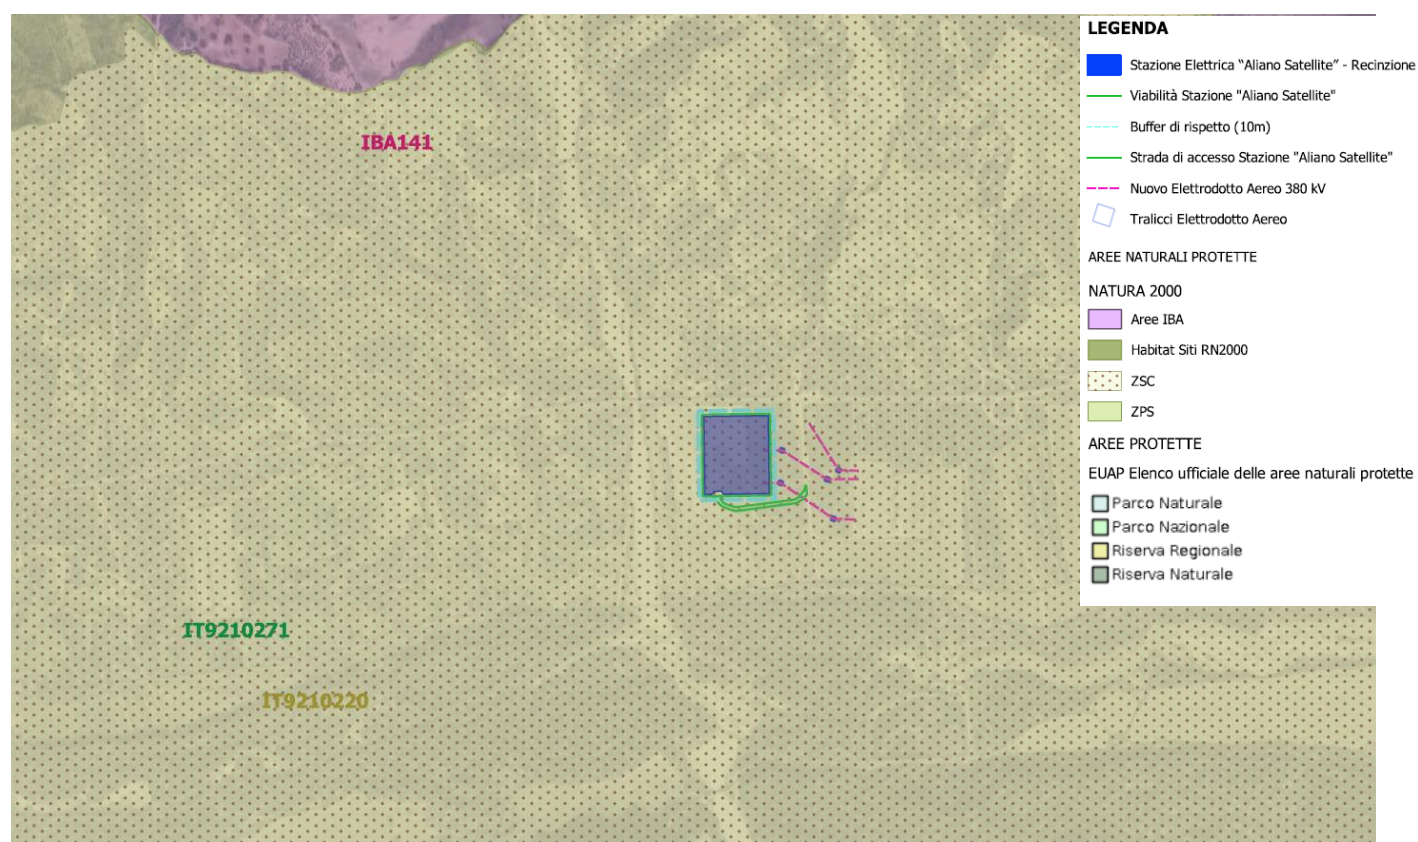 LEGENDA
Stazione Elettrica “Aliano Satellite” - Recinzione
Viabilità Stazione "Aliano Satellite"
Buffer di rispetto (10m)
Strada di accesso Stazione "Aliano Satellite"
Nuovo Elettrodotto Aereo 380 kV
Tralicci Elettrodotto Aereo
AREE NATURALI PROTETTE
NATURA 2000
Aree IBA
Habitat Siti RN2000
ZSC
ZPS
AREE PROTETTE
EUAP Elenco ufficiale delle aree naturali protette
Parco Naturale
Parco Nazionale
Riserva Regionale
Riserva Naturale
IBA141
IT9210271
IT9210220